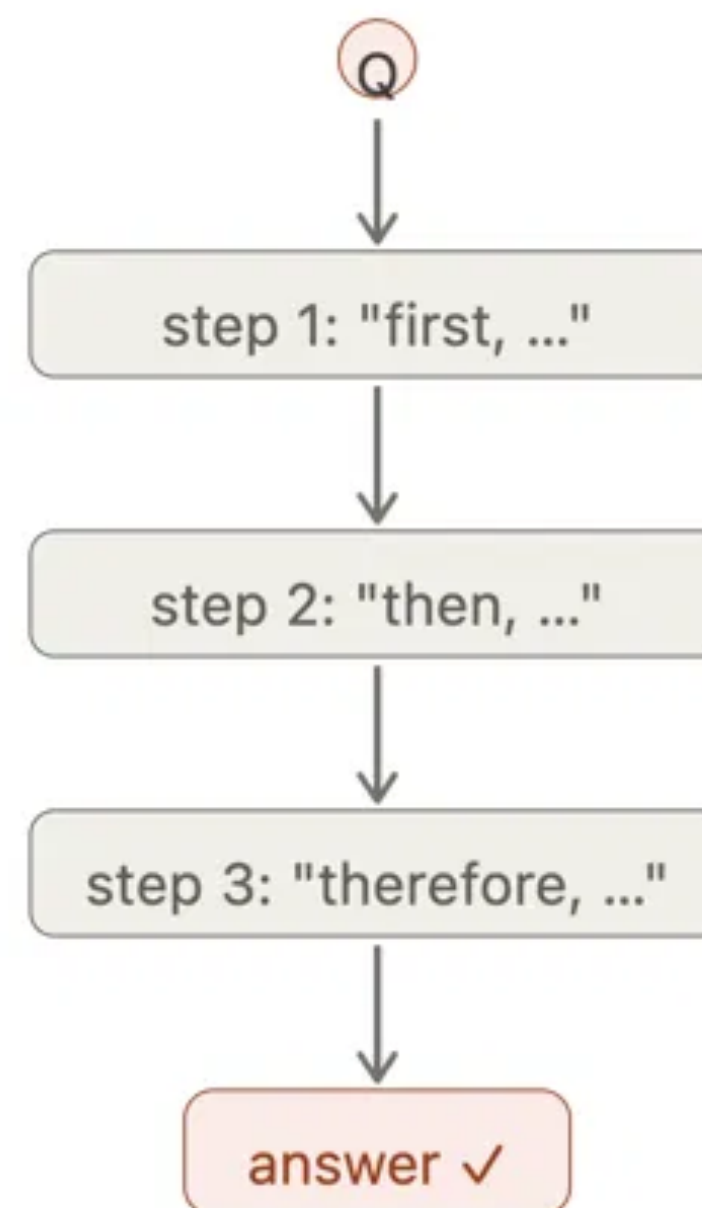 Q
step 1: "first, ..."
step 2: "then, ..."
step 3: "therefore, ..."
answer ✓